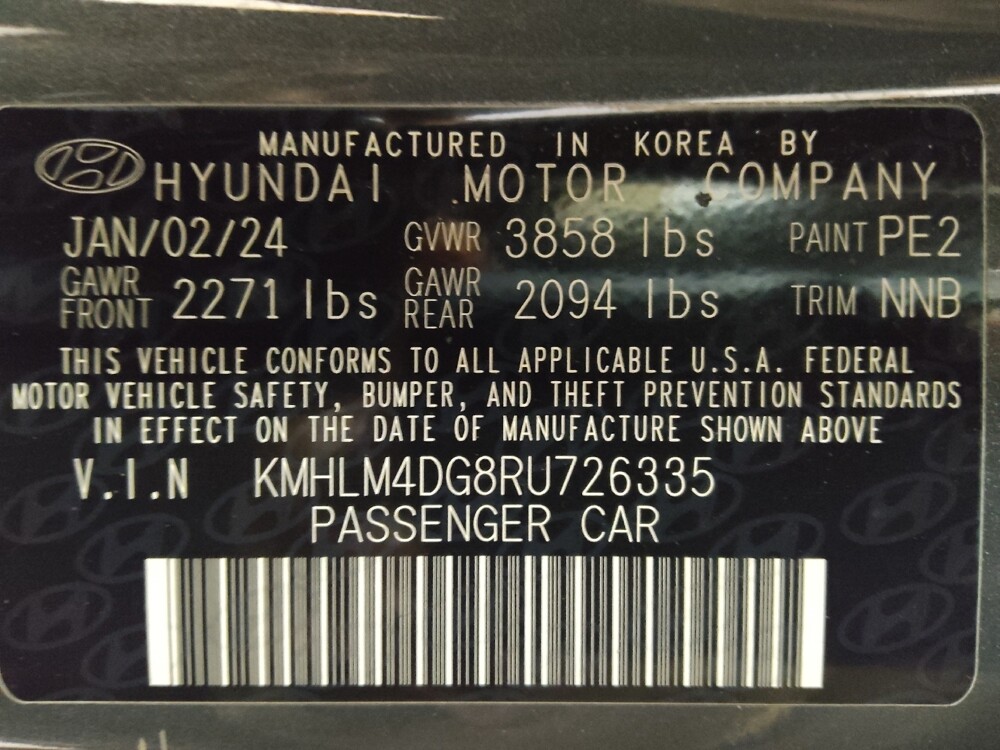 MANUFACTURED IN KOREA BY
HYUNDAI MOTOR COMPANY
JAN/02/24 GVWR 3858 lbs PAINT PE2
GAWR FRONT 2271 lbs GAWR REAR 2094 lbs TRIM NNB
THIS VEHICLE CONFORMS TO ALL APPLICABLE U.S.A. FEDERAL
MOTOR VEHICLE SAFETY, BUMPER, AND THEFT PREVENTION STANDARDS
IN EFFECT ON THE DATE OF MANUFACTURE SHOWN ABOVE
V.I.N KMHLM4DG8RU726335
PASSENGER CAR